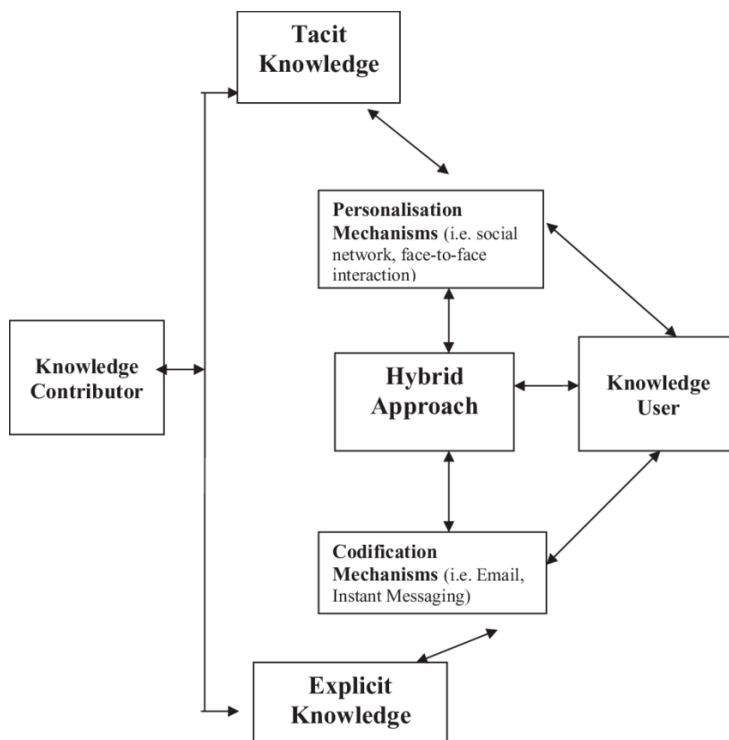 Tacit
Knowledge
Personalisation
Mechanisms (i.e. social
network, face-to-face
interaction)
Knowledge
Contributor
Hybrid
Approach
Knowledge
User
Codification
Mechanisms (i.e. Email,
Instant Messaging)
Explicit
Knowledge